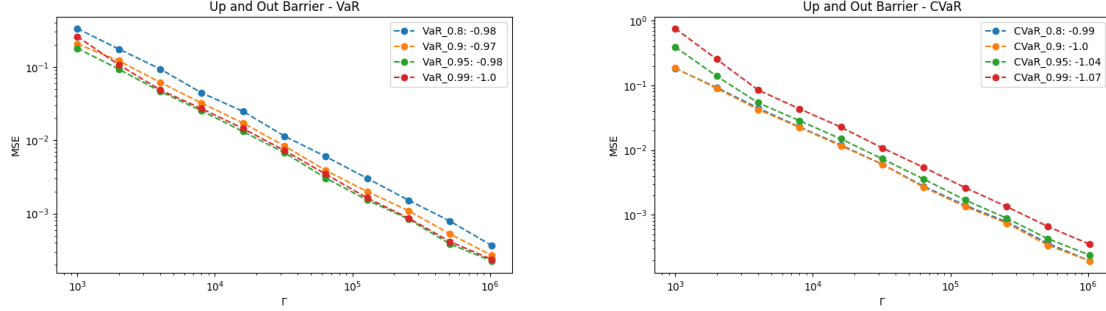 Up and Out Barrier - VaR
VaR_0.8: -0.98
VaR_0.9: -0.97
VaR_0.95: -0.98
VaR_0.99: -1.0
MSE
10⁻¹
10⁻²
10⁻³
10³
10⁴
10⁵
10⁶
Γ
Up and Out Barrier - CVaR
CVaR_0.8: -0.99
CVaR_0.9: -1.0
CVaR_0.95: -1.04
CVaR_0.99: -1.07
MSE
10⁰
10⁻¹
10⁻²
10⁻³
10³
10⁴
10⁵
10⁶
Γ